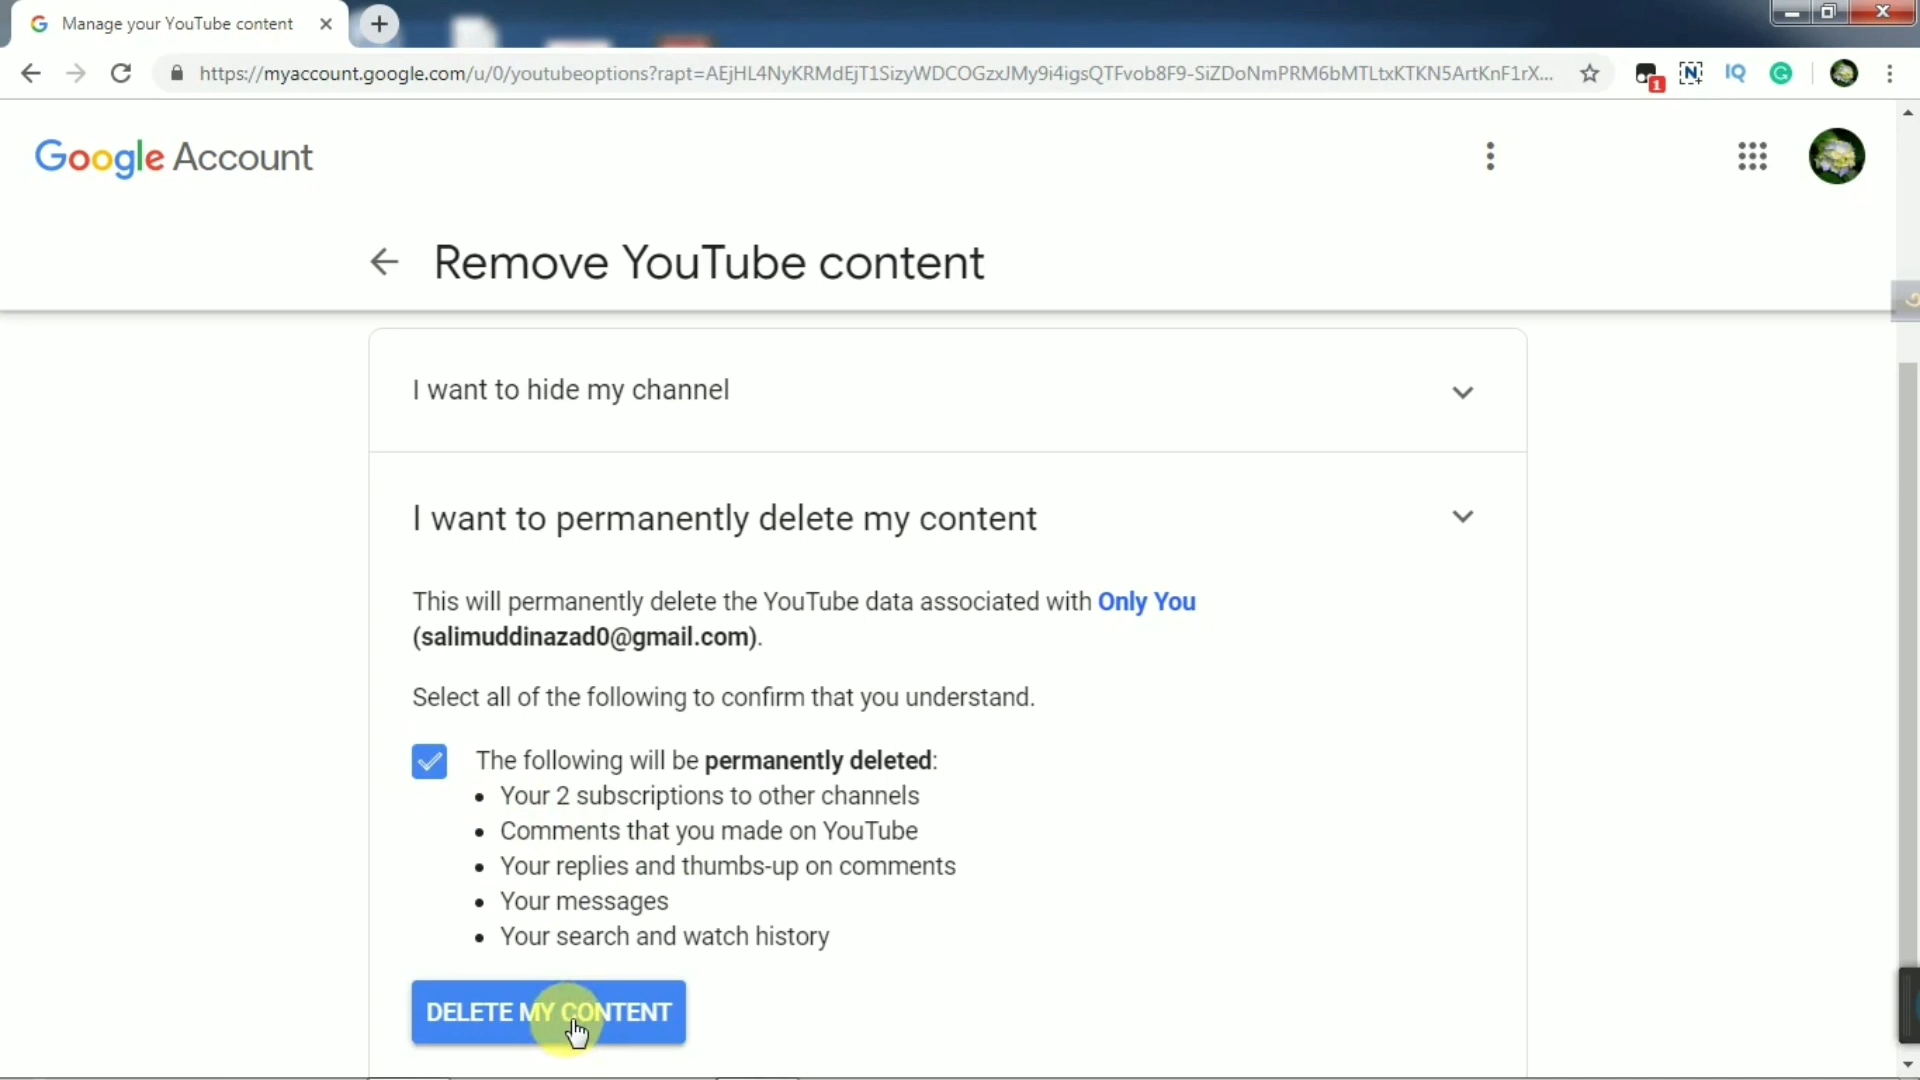 Manage your YouTube content
https://myaccount.google.com/u/0/youtubeoptions?rapt=AEjHL4NyKRMdEjT1SizyWDCOGzxJMy9i4igsQTFvob8F9-SiZDoNmPRM6bMTLtxKTKN5ArtKnF1rX...
1
N
IQ
G
Google Account
Remove YouTube content
I want to hide my channel
I want to permanently delete my content
This will permanently delete the YouTube data associated with Only You
(salimuddinazad0@gmail.com).
Select all of the following to confirm that you understand.
The following will be permanently deleted:
• Your 2 subscriptions to other channels
• Comments that you made on YouTube
• Your replies and thumbs-up on comments
• Your messages
• Your search and watch history
DELETE MY CONTENT